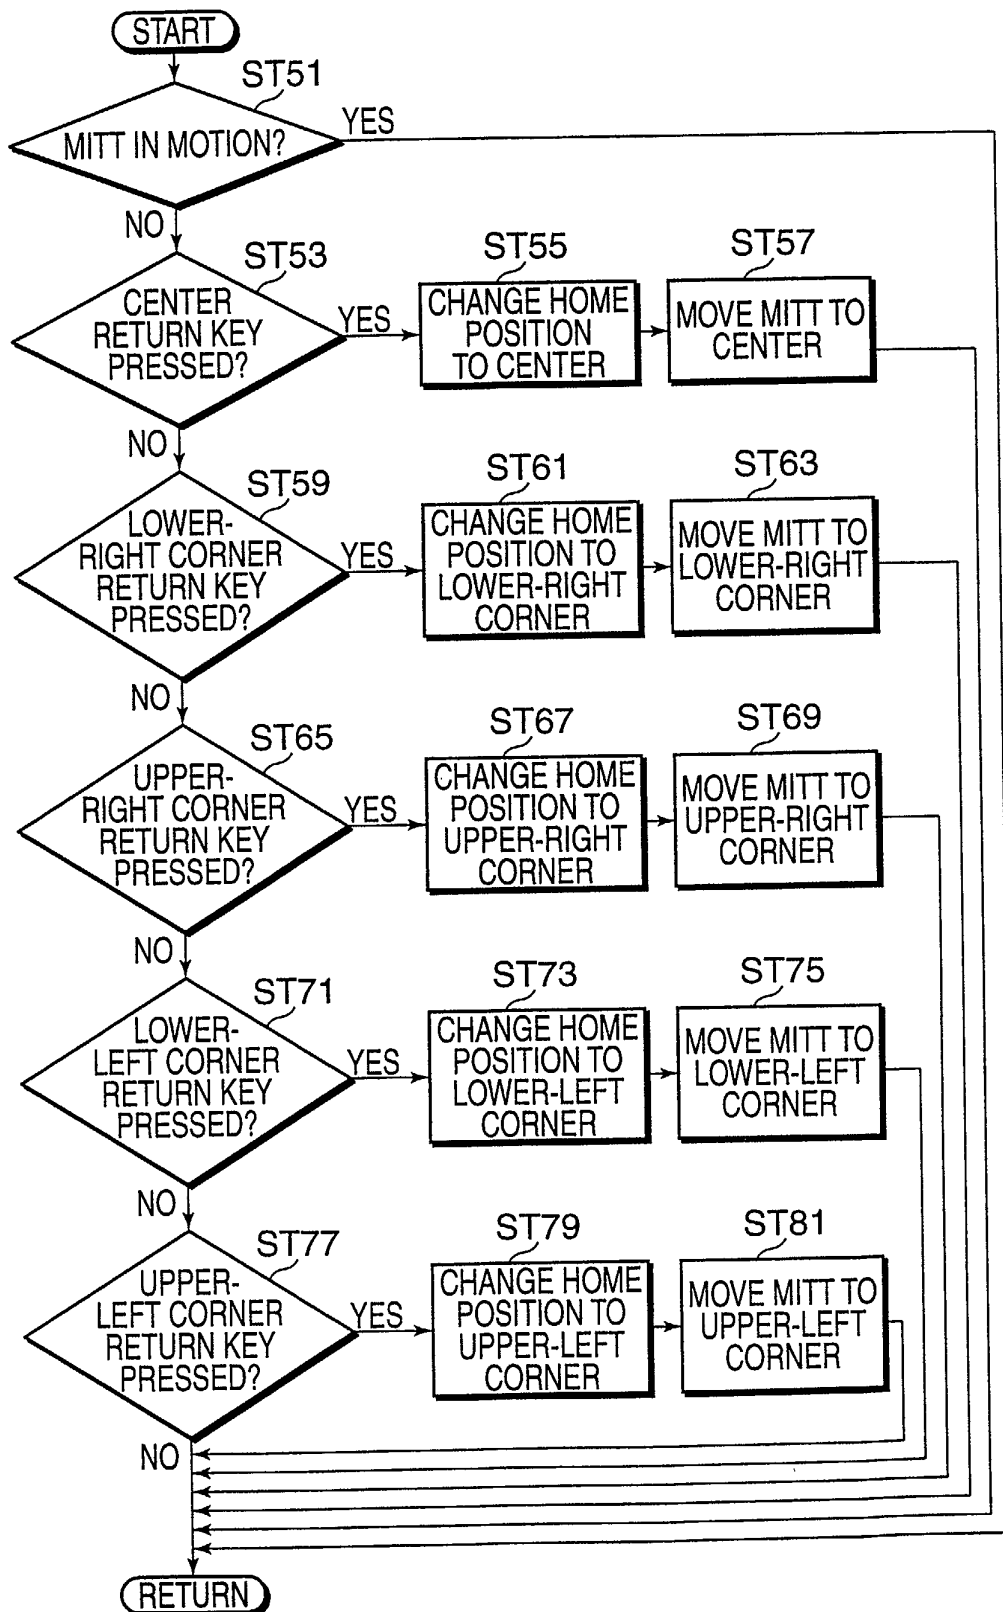 START
ST51
MITT IN MOTION?
YES
NO
ST53
CENTER
RETURN KEY
PRESSED?
YES
ST55
CHANGE HOME
POSITION
TO CENTER
ST57
MOVE MITT TO
CENTER
NO
ST59
LOWER-
RIGHT CORNER
RETURN KEY
PRESSED?
YES
ST61
CHANGE HOME
POSITION TO
LOWER-RIGHT
CORNER
ST63
MOVE MITT TO
LOWER-RIGHT
CORNER
NO
ST65
UPPER-
RIGHT CORNER
RETURN KEY
PRESSED?
YES
ST67
CHANGE HOME
POSITION TO
UPPER-RIGHT
CORNER
ST69
MOVE MITT TO
UPPER-RIGHT
CORNER
NO
ST71
LOWER-
LEFT CORNER
RETURN KEY
PRESSED?
YES
ST73
CHANGE HOME
POSITION TO
LOWER-LEFT
CORNER
ST75
MOVE MITT TO
LOWER-LEFT
CORNER
NO
ST77
UPPER-
LEFT CORNER
RETURN KEY
PRESSED?
YES
ST79
CHANGE HOME
POSITION TO
UPPER-LEFT
CORNER
ST81
MOVE MITT TO
UPPER-LEFT
CORNER
NO
RETURN